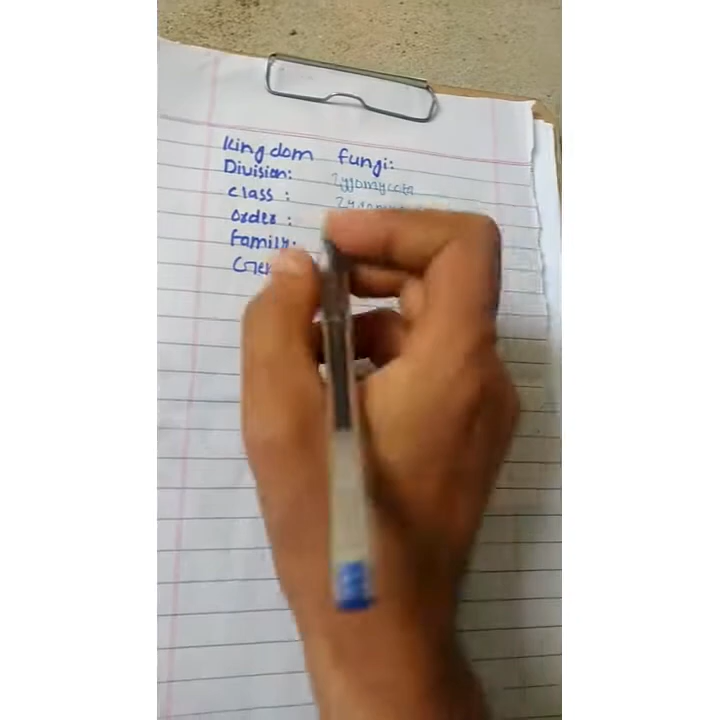 Kingdom Fungi:
Division: Zygomycota
Class :
Order :
Family: